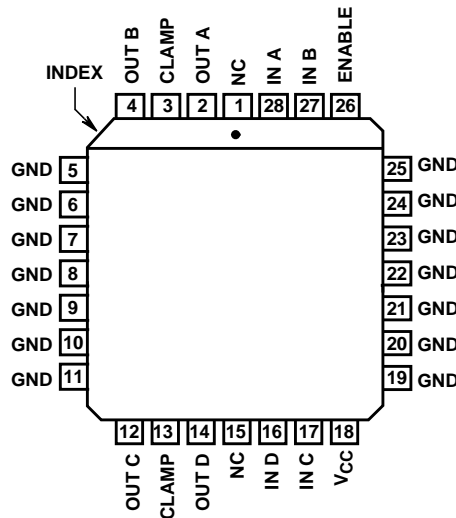 INDEX
OUT B
CLAMP
OUT A
NC
IN A
IN B
ENABLE
4 3 2 1 28 27 26
GND 5 25 GND
GND 6 24 GND
GND 7 23 GND
GND 8 22 GND
GND 9 21 GND
GND 10 20 GND
GND 11 19 GND
12 13 14 15 16 17 18
OUT C
CLAMP
OUT D
NC
IN D
IN C
VCC